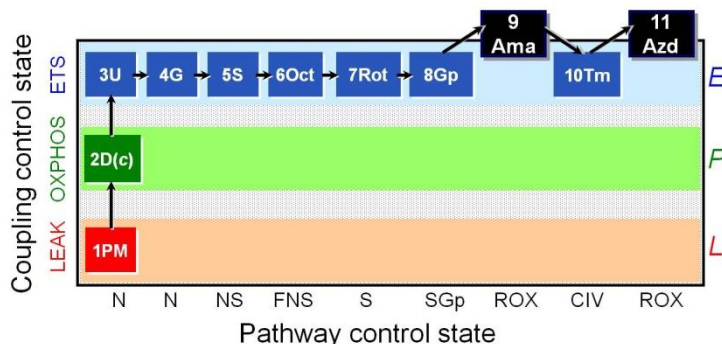 9
Ama
11
Azd
3U
4G
5S
6Oct
7Rot
8Gp
10Tm
2D(c)
1PM
Coupling control state
ETS
OXPHOS
LEAK
E
P
L
N
N
NS
FNS
S
SGp
ROX
CIV
ROX
Pathway control state